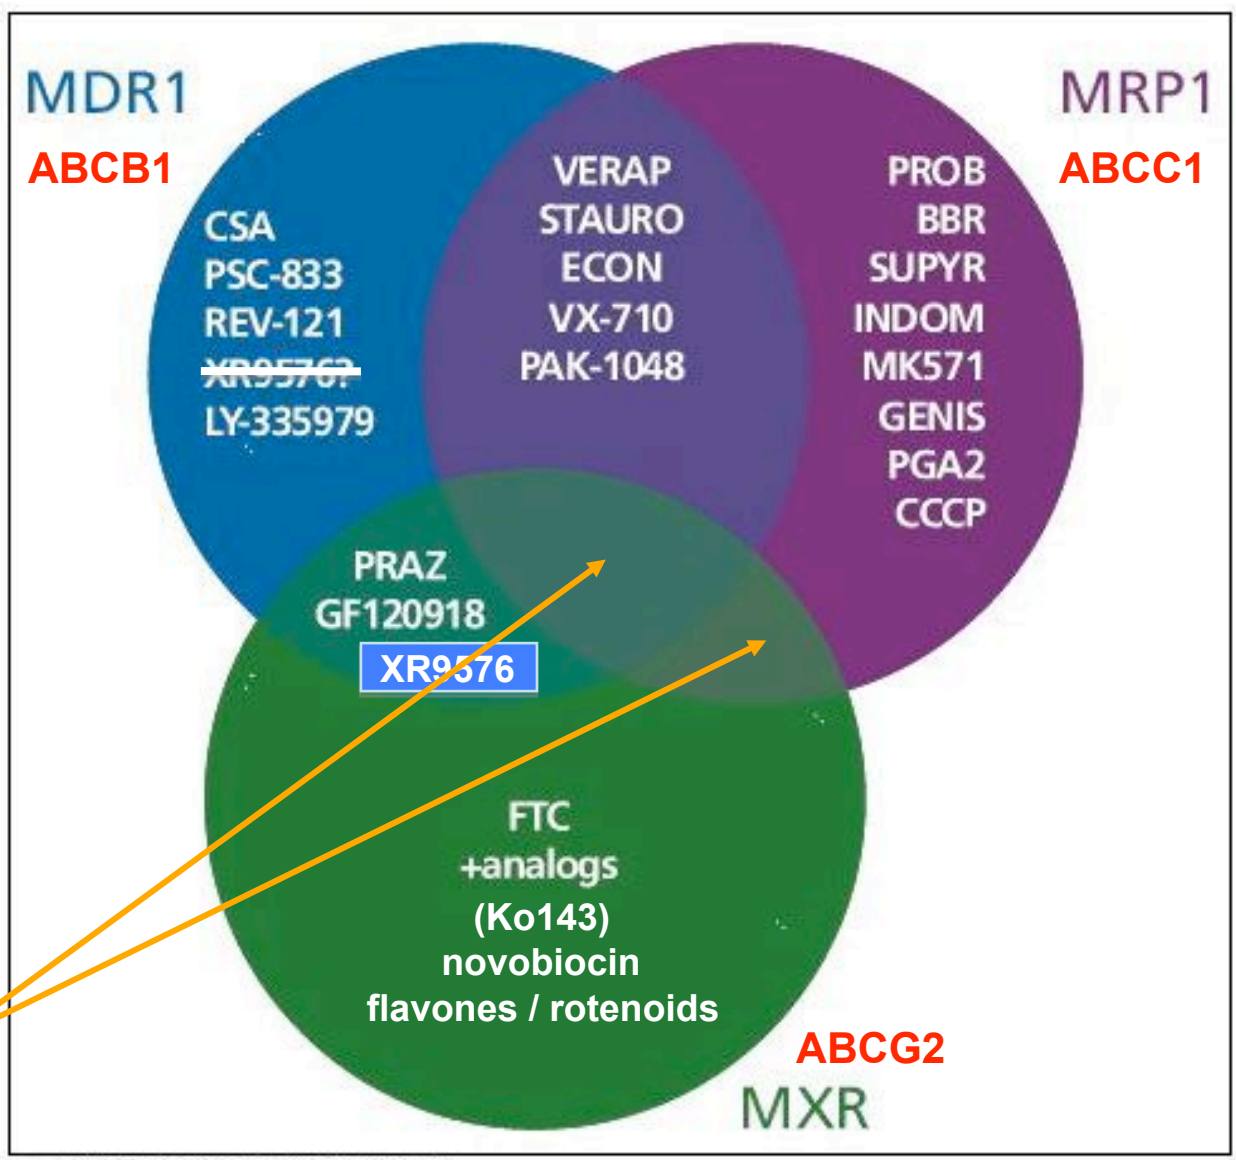 MDR1
ABCB1
MRP1
ABCC1
CSA
PSC-833
REV-121
XR9576?
LY-335979
VERAP
STAURO
ECON
VX-710
PAK-1048
PROB
BBR
SUPYR
INDOM
MK571
GENIS
PGA2
CCCP
PRAZ
GF120918
XR9576
FTC
+analogs
(Ko143)
novobiocin
flavones / rotenoids
ABCG2
MXR